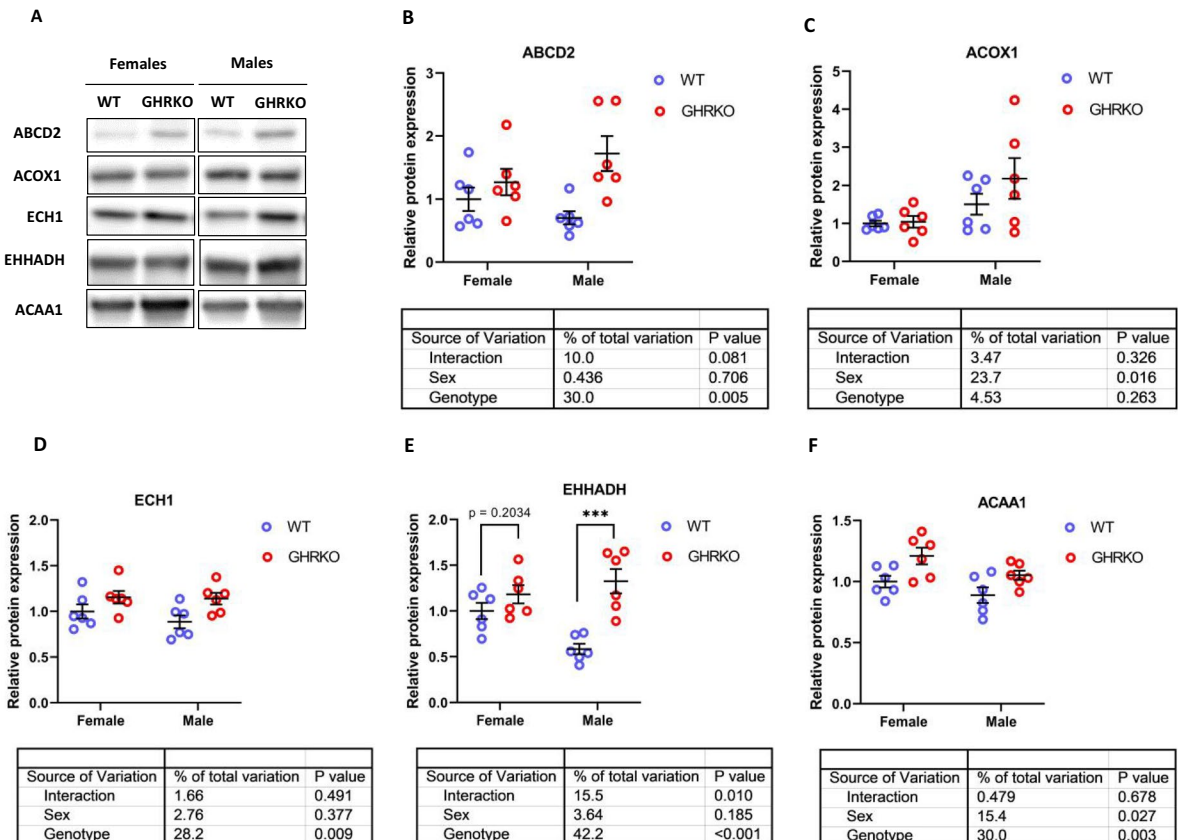 A
Females Males
WT GHRKO WT GHRKO
ABCD2
ACOX1
ECH1
EHHADH
ACAA1
B
ABCD2
Relative protein expression
3
2
1
0
Female Male
WT
GHRKO
Source of Variation % of total variation P value
Interaction 10.0 0.081
Sex 0.436 0.706
Genotype 30.0 0.005
C
ACOX1
Relative protein expression
5
4
3
2
1
0
Female Male
WT
GHRKO
Source of Variation % of total variation P value
Interaction 3.47 0.326
Sex 23.7 0.016
Genotype 4.53 0.263
D
ECH1
Relative protein expression
2.0
1.5
1.0
0.5
0.0
Female Male
WT
GHRKO
Source of Variation % of total variation P value
Interaction 1.66 0.491
Sex 2.76 0.377
Genotype 28.2 0.009
E
EHHADH
Relative protein expression
2.0
1.5
1.0
0.5
0.0
p = 0.2034 ***
Female Male
WT
GHRKO
Source of Variation % of total variation P value
Interaction 15.5 0.010
Sex 3.64 0.185
Genotype 42.2 <0.001
F
ACAA1
Relative protein expression
1.5
1.0
0.5
0.0
Female Male
WT
GHRKO
Source of Variation % of total variation P value
Interaction 0.479 0.678
Sex 15.4 0.027
Genotype 30.0 0.003